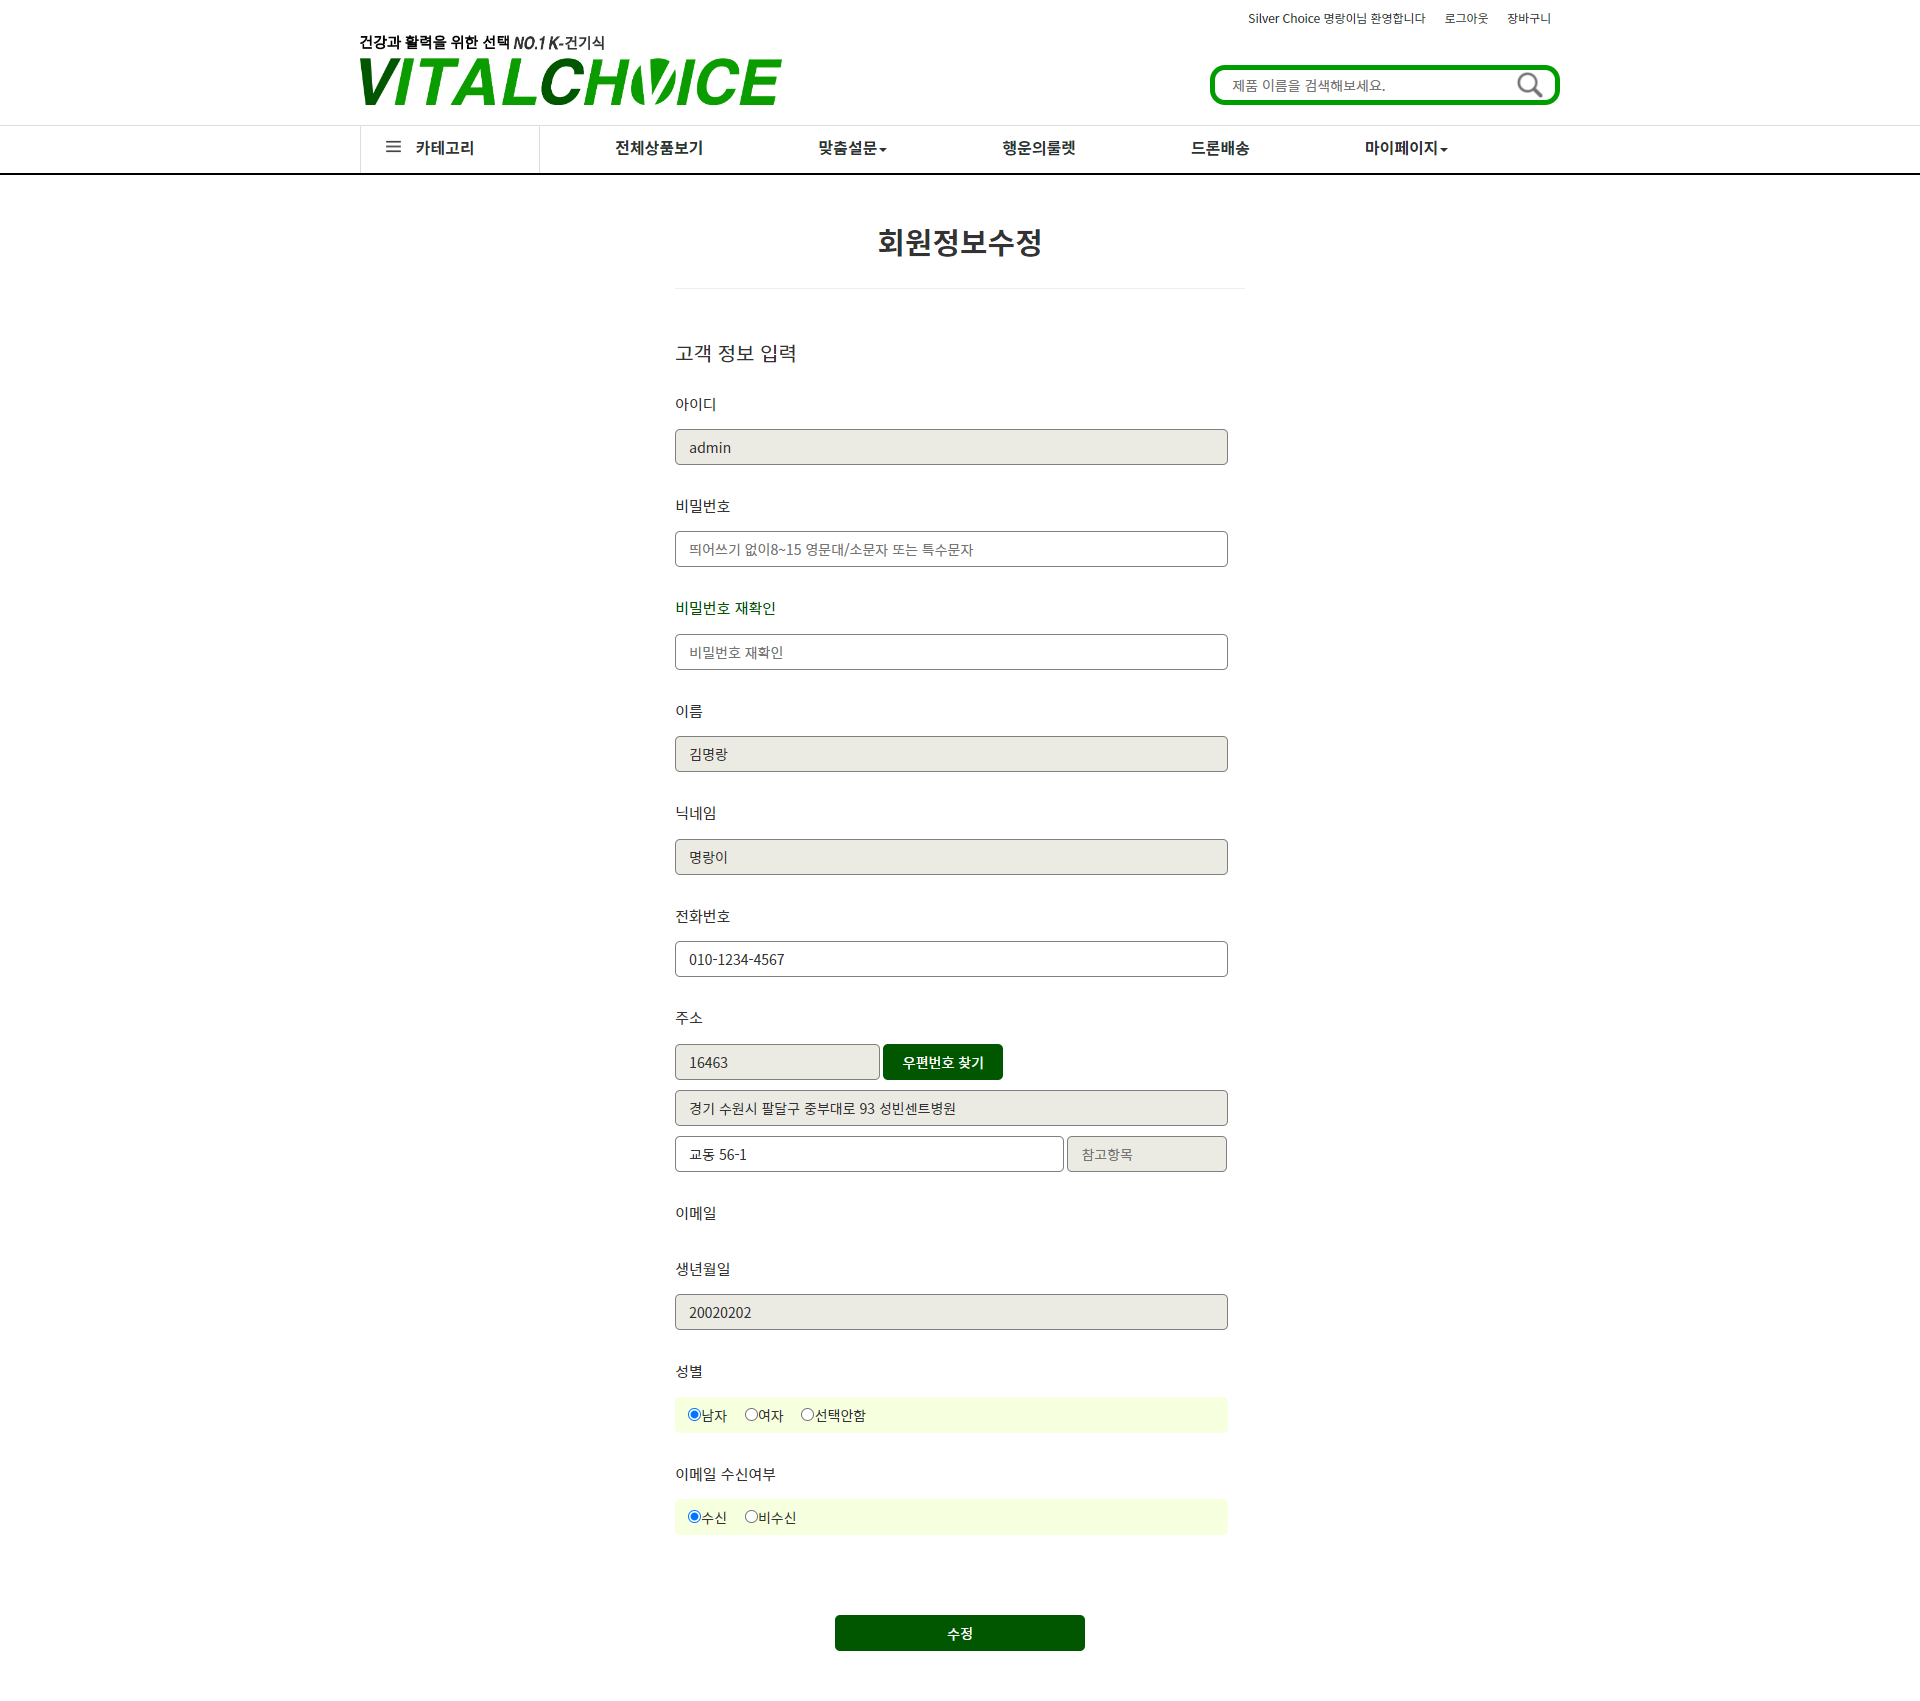 Silver Choice 명랑이님 환영합니다 로그아웃 장바구니
건강과 활력을 위한 선택 NO.1 K-건기식
VITALCHOICE
제품 이름을 검색해보세요.
카테고리 전체상품보기 맞춤설문 행운의룰렛 드론배송 마이페이지
회원정보수정
고객 정보 입력
아이디
admin
비밀번호
띄어쓰기 없이8~15 영문대/소문자 또는 특수문자
비밀번호 재확인
비밀번호 재확인
이름
김명랑
닉네임
명랑이
전화번호
010-1234-4567
주소
16463 우편번호 찾기
경기 수원시 팔달구 중부대로 93 성빈센트병원
교동 56-1 참고항목
이메일
생년월일
20020202
성별
남자 여자 선택안함
이메일 수신여부
수신 비수신
수정